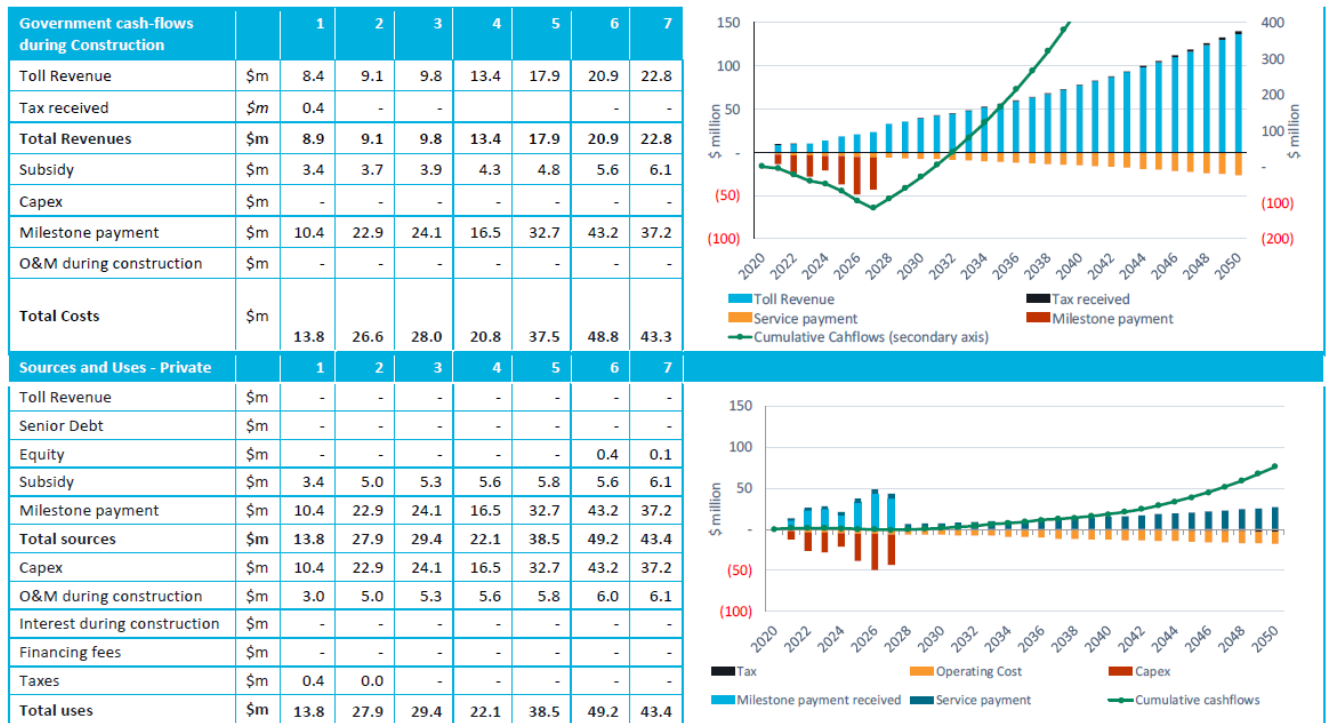 Government cash-flows during Construction 1 2 3 4 5 6 7
Toll Revenue $m 8.4 9.1 9.8 13.4 17.9 20.9 22.8
Tax received $m 0.4 - - - - -
Total Revenues $m 8.9 9.1 9.8 13.4 17.9 20.9 22.8
Subsidy $m 3.4 3.7 3.9 4.3 4.8 5.6 6.1
Capex $m - - - - - - -
Milestone payment $m 10.4 22.9 24.1 16.5 32.7 43.2 37.2
O&M during construction $m - - - - - - -
Total Costs $m 13.8 26.6 28.0 20.8 37.5 48.8 43.3
150 100 50 - (50) (100)
$ million
400 300 200 100 - (100) (200)
$ million
2020 2022 2024 2026 2028 2030 2032 2034 2036 2038 2040 2042 2044 2046 2048 2050
Toll Revenue Tax received
Service payment Milestone payment
Cumulative Cahflows (secondary axis)
Sources and Uses - Private 1 2 3 4 5 6 7
Toll Revenue $m - - - - - - -
Senior Debt $m - - - - - - -
Equity $m - - - - - 0.4 0.1
Subsidy $m 3.4 5.0 5.3 5.6 5.8 5.6 6.1
Milestone payment $m 10.4 22.9 24.1 16.5 32.7 43.2 37.2
Total sources $m 13.8 27.9 29.4 22.1 38.5 49.2 43.4
Capex $m 10.4 22.9 24.1 16.5 32.7 43.2 37.2
O&M during construction $m 3.0 5.0 5.3 5.6 5.8 6.0 6.1
Interest during construction $m - - - - - - -
Financing fees $m - - - - - - -
Taxes $m 0.4 0.0 - - - - -
Total uses $m 13.8 27.9 29.4 22.1 38.5 49.2 43.4
150 100 50 - (50) (100)
$ million
2020 2022 2024 2026 2028 2030 2032 2034 2036 2038 2040 2042 2044 2046 2048 2050
Tax Operating Cost Capex
Milestone payment received Service payment Cumulative cashflows